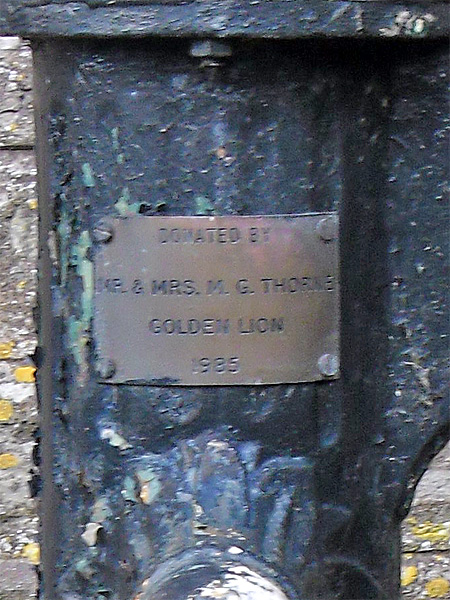 DONATED BY
MR. & MRS. M. G. THORNE
GOLDEN LION
1985